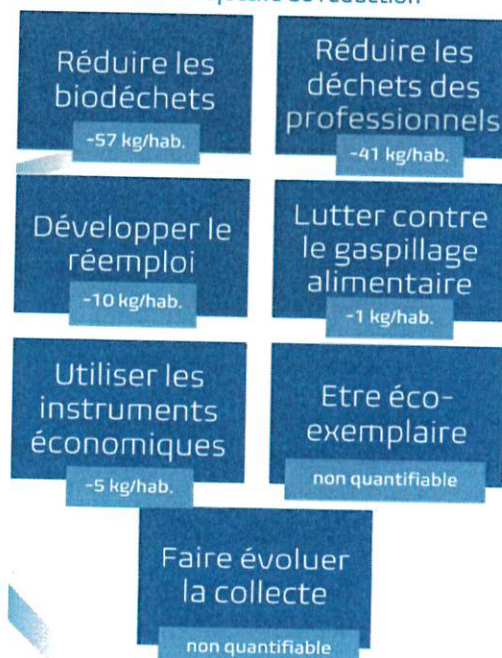 de réduction
Réduire les
biodéchets
-57 kg/hab.
Réduire les
déchets des
professionnels
-41 kg/hab.
Développer le
réemploi
-10 kg/hab.
Lutter contre
le gaspillage
alimentaire
-1 kg/hab.
Utiliser les
instruments
économiques
-5 kg/hab.
Etre éco-
exemplaire
non quantifiable
Faire évoluer
la collecte
non quantifiable